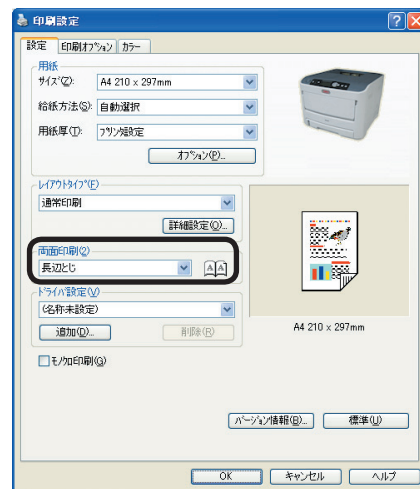 印刷設定
設定 印刷オプション カラー
用紙
サイズ(Z): A4 210 x 297mm
給紙方法(S): 自動選択
用紙厚(T): プリンタ設定
オプション(P)...
レイアウトタイプ(E)
通常印刷
詳細設定(O)...
両面印刷(2)
長辺とじ
AA
ドライバ設定(V)
(名称未設定)
追加(D)... 削除(R)
A4 210 x 297mm
モノクロ印刷(G)
バージョン情報(B)... 標準(U)
OK キャンセル ヘルプ